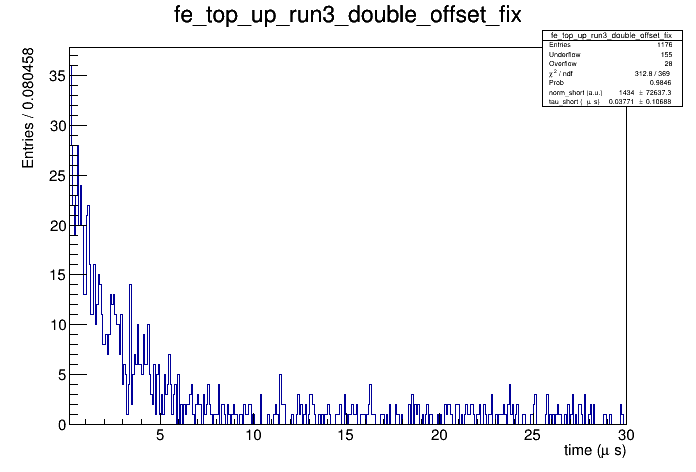 fe_top_up_run3_double_offset_fix
fe_top_up_run3_double_offset_fix
Entries 1176
Underflow 155
Overflow 28
χ² / ndf 312.8 / 369
Prob 0.9846
norm_short (a.u.) 1434 ± 72637.3
tau_short ( μ s) 0.03771 ± 0.10688
Entries / 0.080458
35
30
25
20
15
10
5
0
5 10 15 20 25 30
time (μ s)